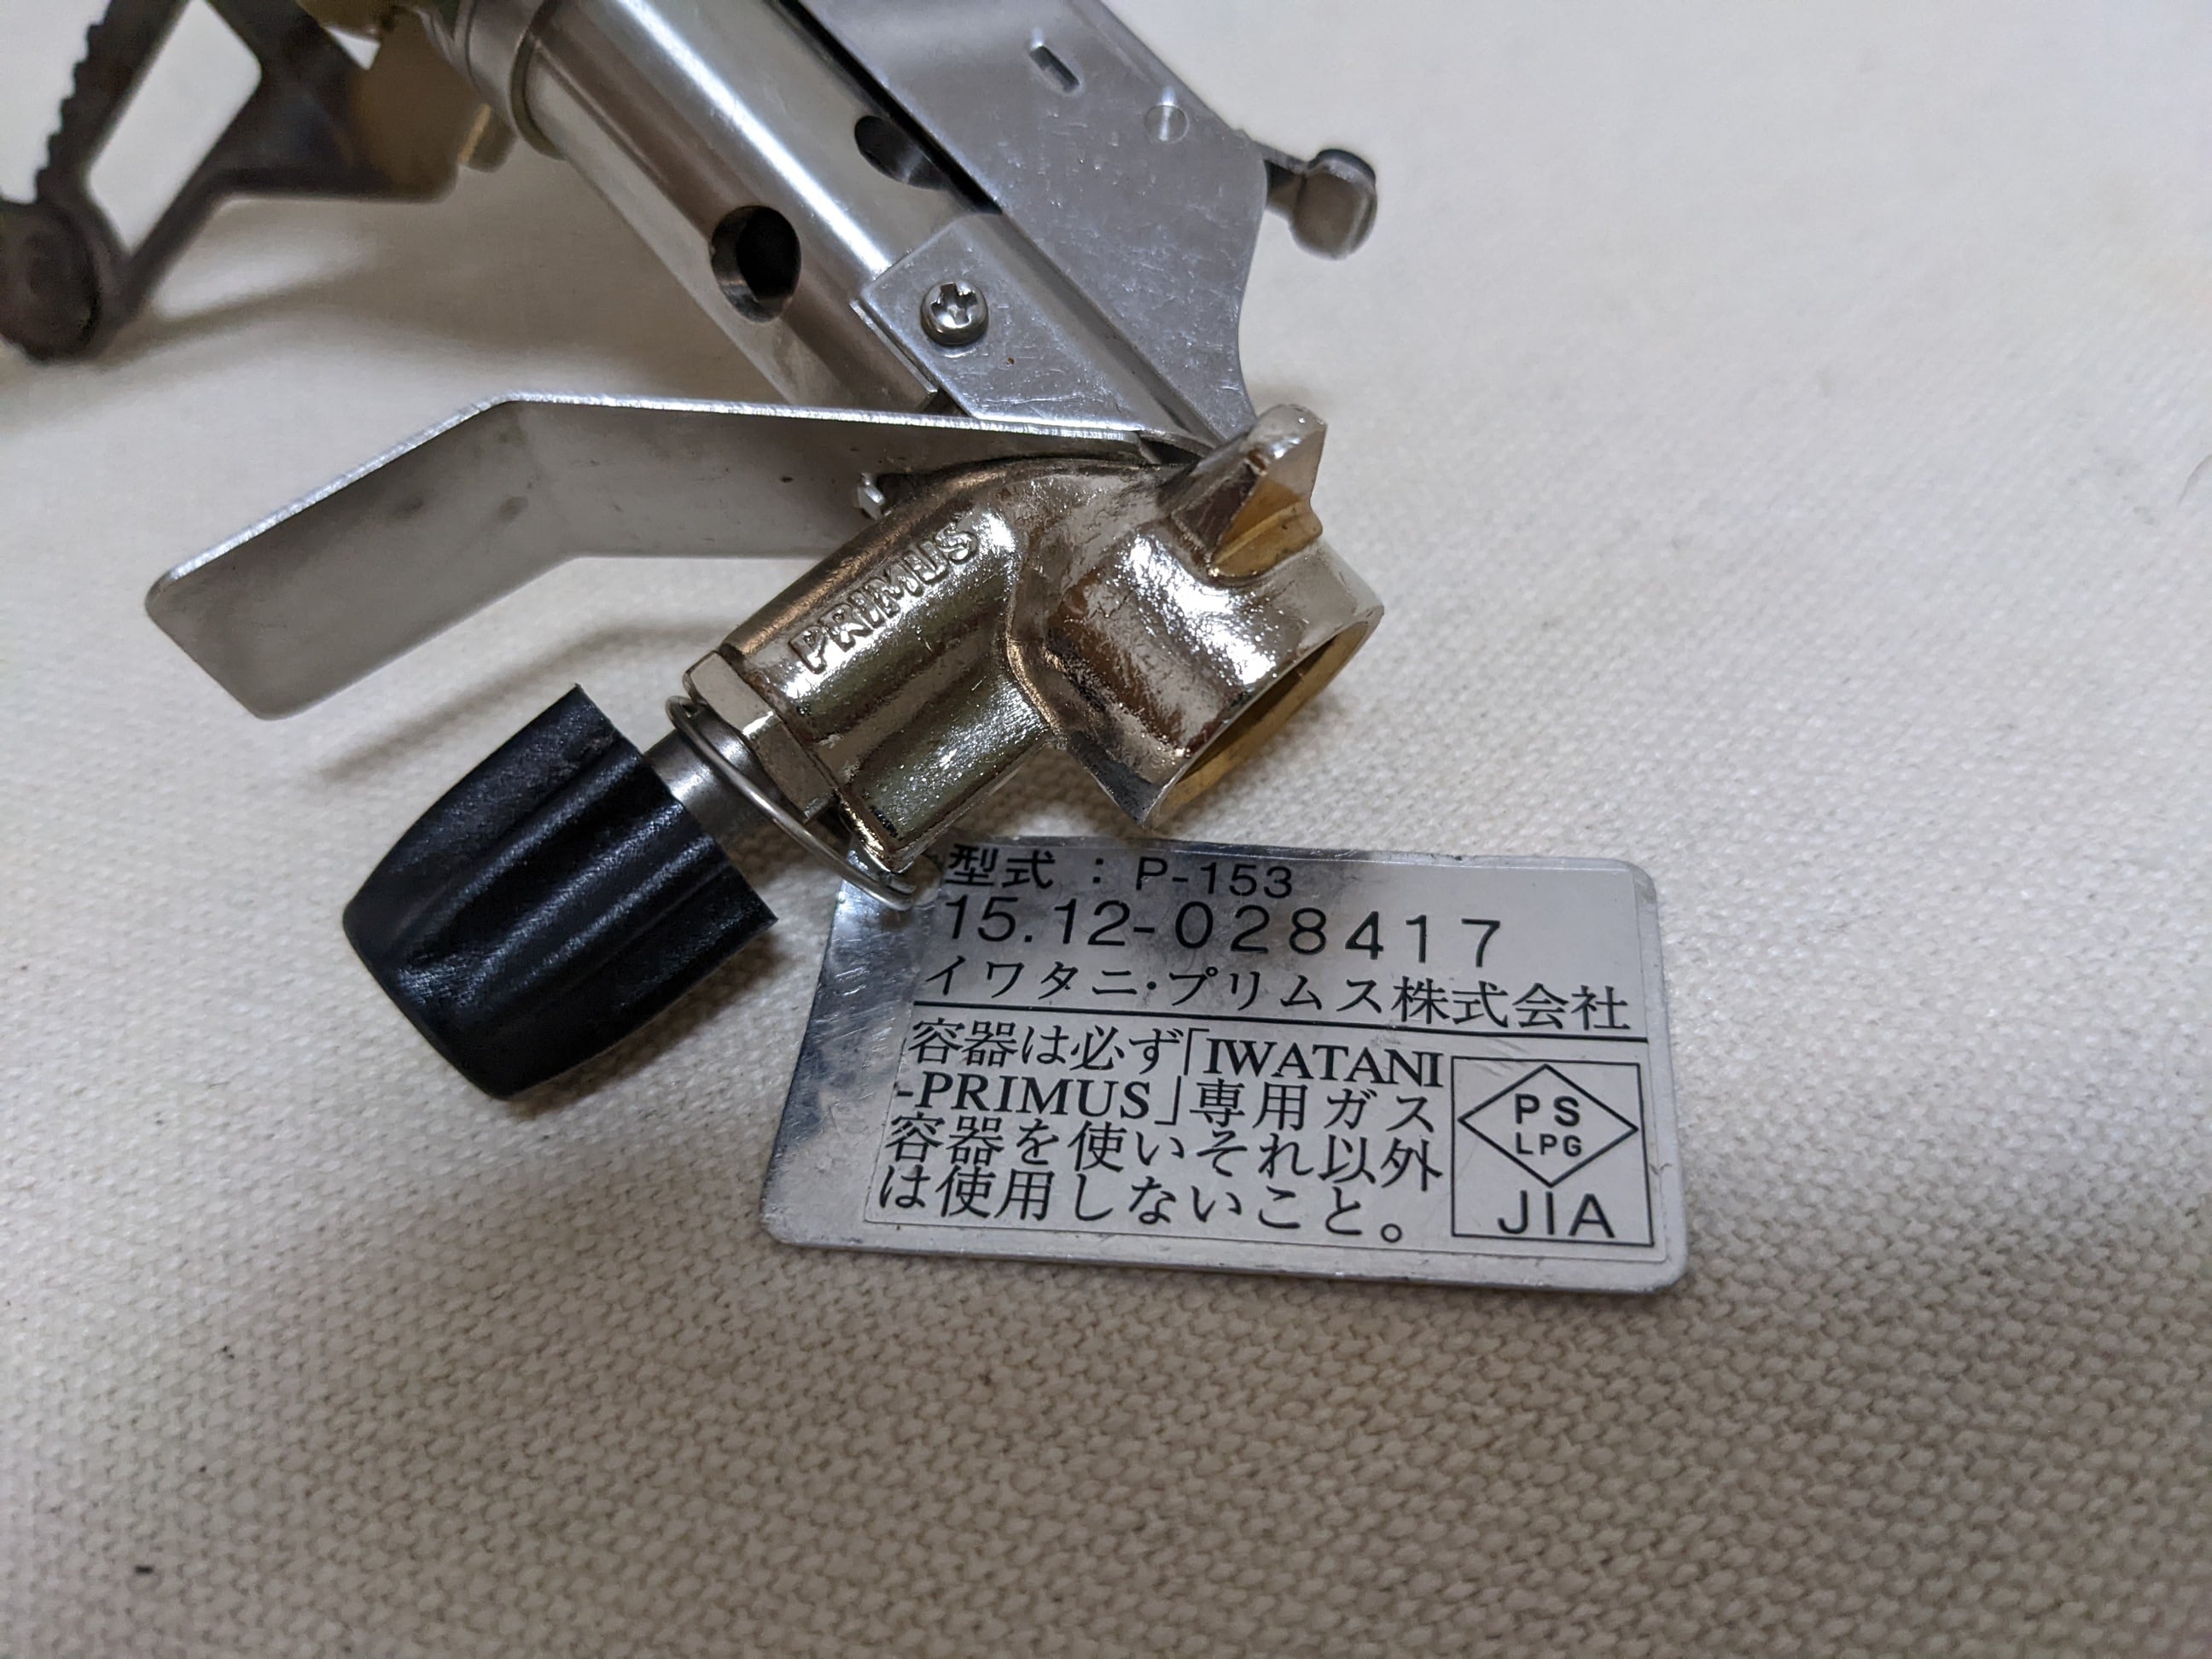 PRIMUS
型式：P-153
15.12-028417
イワタニ・プリムス株式会社
容器は必ず「IWATANI
-PRIMUS」専用ガス
容器を使いそれ以外
は使用しないこと。
PS
LPG
JIA